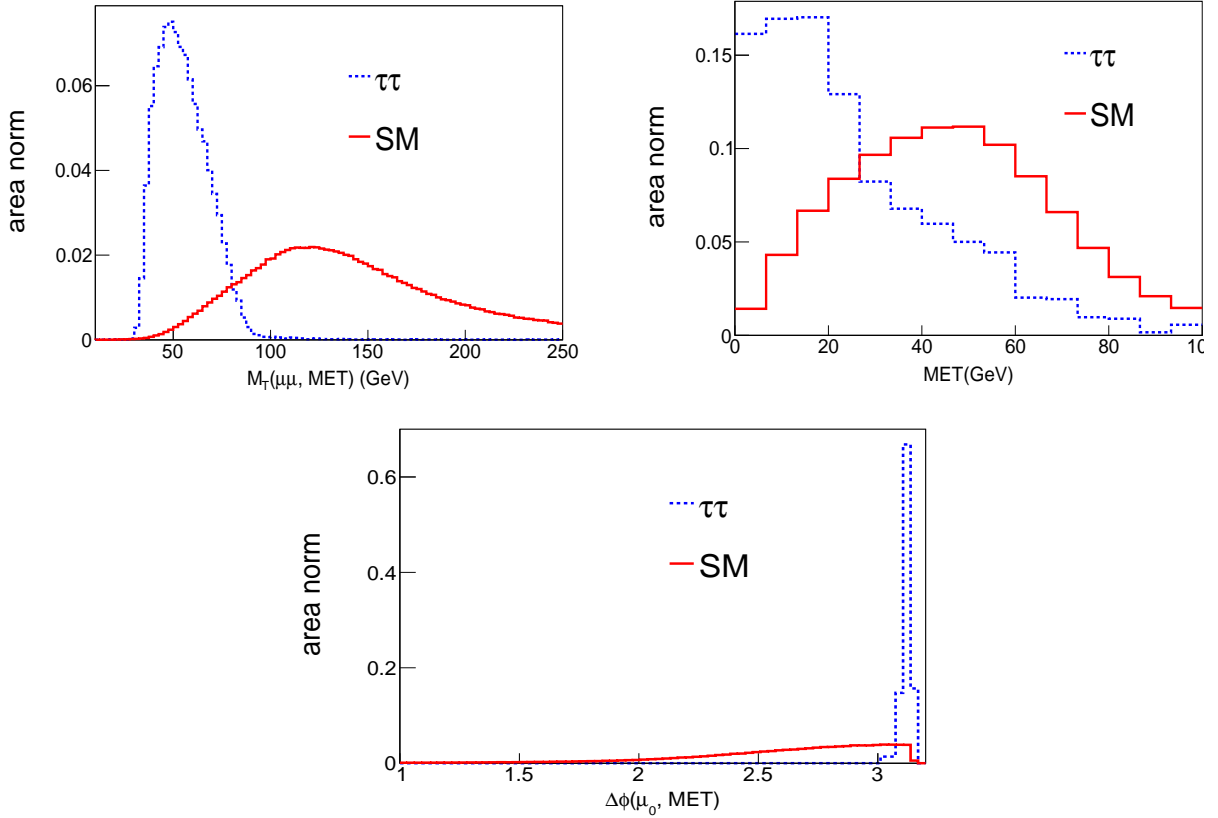 area norm
0.06
0.04
0.02
0
ττ
SM
50 100 150 200 250
M_T(μμ, MET) (GeV)
area norm
0.15
0.1
0.05
0
ττ
SM
0 20 40 60 80 100
MET(GeV)
area norm
0.6
0.4
0.2
0
ττ
SM
1 1.5 2 2.5 3
Δϕ(μ_0, MET)